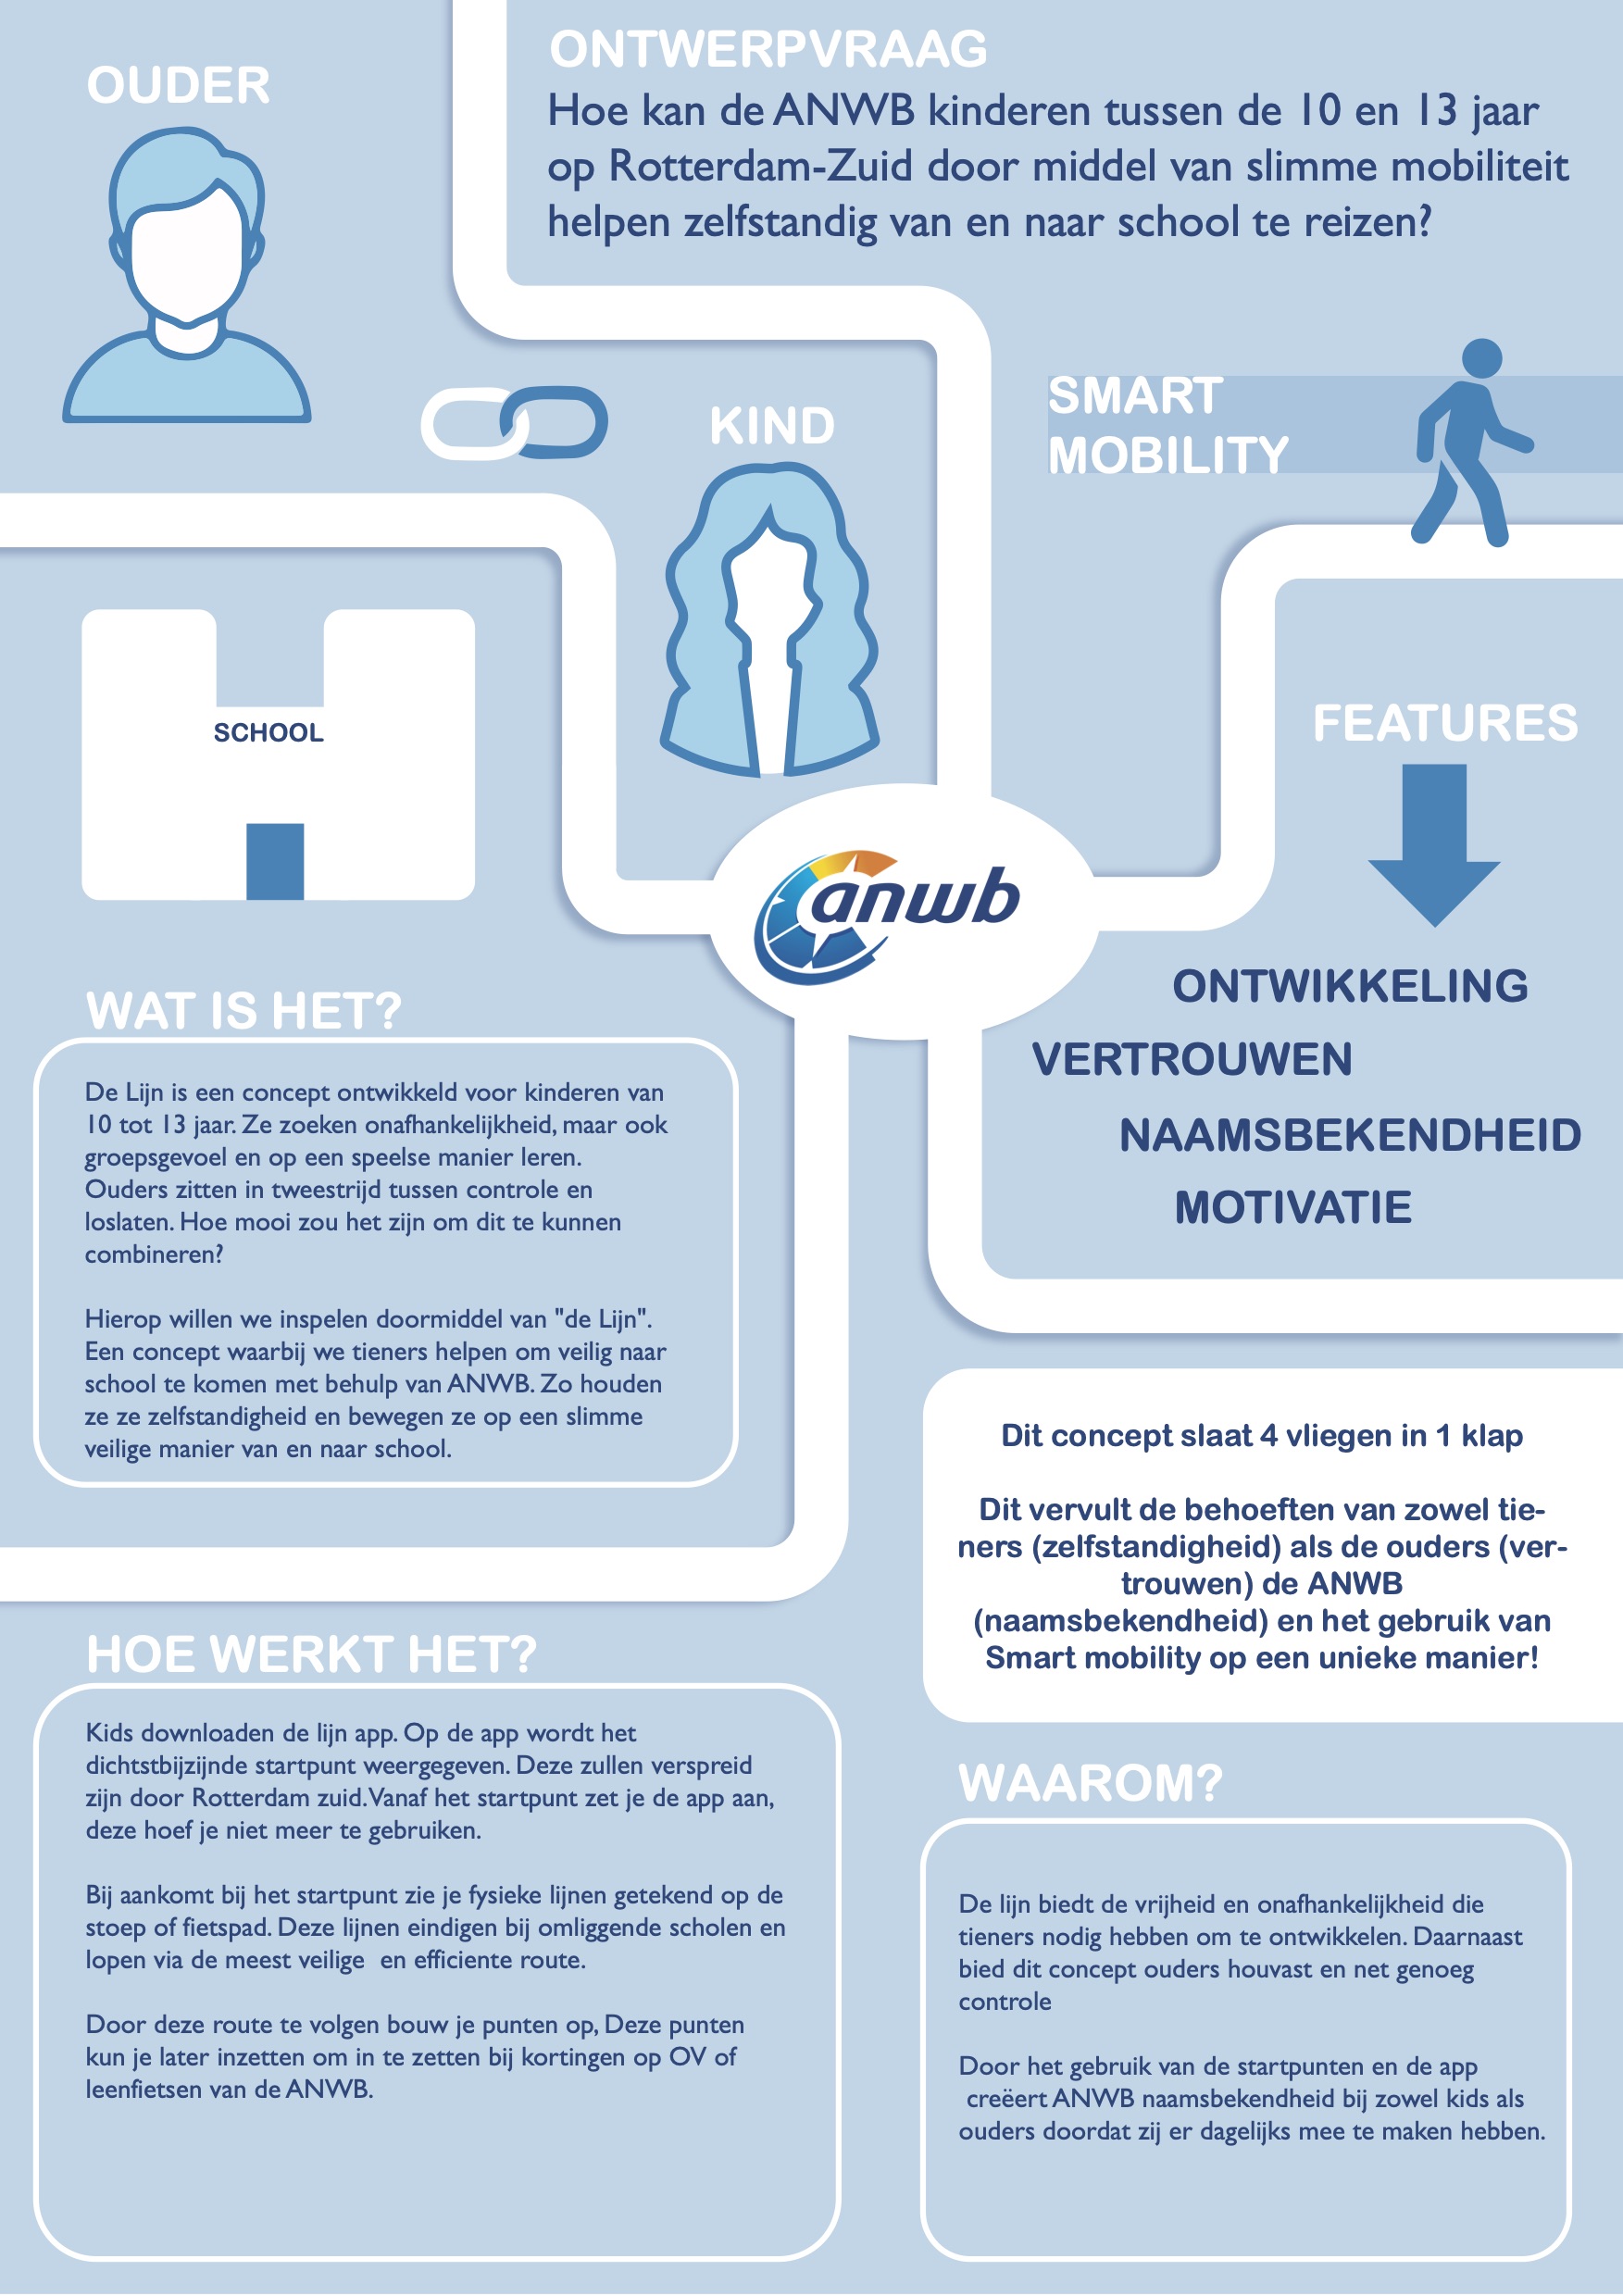 OUDER
ONTWERPVRAAG
Hoe kan de ANWB kinderen tussen de 10 en 13 jaar
op Rotterdam-Zuid door middel van slimme mobiliteit
helpen zelfstandig van en naar school te reizen?
KIND
SMART
MOBILITY
SCHOOL
FEATURES
anwb
ONTWIKKELING
VERTROUWEN
NAAMSBEKENDHEID
MOTIVATIE
WAT IS HET?
De Lijn is een concept ontwikkeld voor kinderen van
10 tot 13 jaar. Ze zoeken onafhankelijkheid, maar ook
groepsgevoel en op een speelse manier leren.
Ouders zitten in tweestrijd tussen controle en
loslaten. Hoe mooi zou het zijn om dit te kunnen
combineren?
Hierop willen we inspelen doormiddel van "de Lijn".
Een concept waarbij we tieners helpen om veilig naar
school te komen met behulp van ANWB. Zo houden
ze ze zelfstandigheid en bewegen ze op een slimme
veilige manier van en naar school.
Dit concept slaat 4 vliegen in 1 klap
Dit vervult de behoeften van zowel tie-
ners (zelfstandigheid) als de ouders (ver-
trouwen) de ANWB
(naamsbekendheid) en het gebruik van
Smart mobility op een unieke manier!
HOE WERKT HET?
Kids downloaden de lijn app. Op de app wordt het
dichtstbijzijnde startpunt weergegeven. Deze zullen verspreid
zijn door Rotterdam zuid. Vanaf het startpunt zet je de app aan,
deze hoef je niet meer te gebruiken.
Bij aankomt bij het startpunt zie je fysieke lijnen getekend op de
stoep of fietspad. Deze lijnen eindigen bij omliggende scholen en
lopen via de meest veilige  en efficiente route.
Door deze route te volgen bouw je punten op, Deze punten
kun je later inzetten om in te zetten bij kortingen op OV of
leenfietsen van de ANWB.
WAAROM?
De lijn biedt de vrijheid en onafhankelijkheid die
tieners nodig hebben om te ontwikkelen. Daarnaast
bied dit concept ouders houvast en net genoeg
controle
Door het gebruik van de startpunten en de app
creëert ANWB naamsbekendheid bij zowel kids als
ouders doordat zij er dagelijks mee te maken hebben.